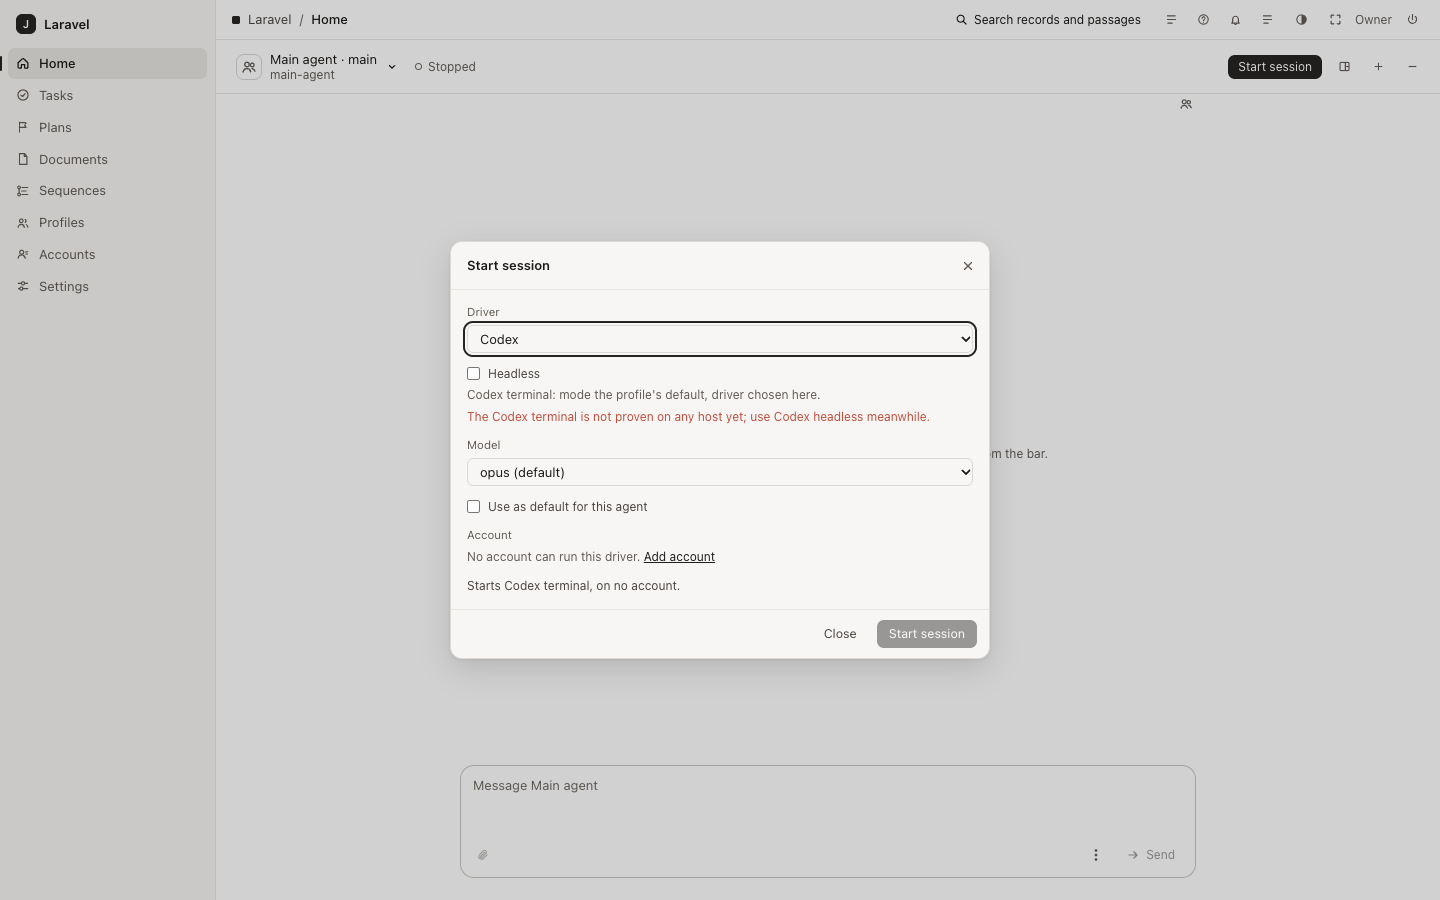 J Laravel
Laravel / Home
Search records and passages
Owner
Home
Tasks
Plans
Documents
Sequences
Profiles
Accounts
Settings
Main agent · main
main-agent
Stopped
Start session
Start session
Driver
Codex
Headless
Codex terminal: mode the profile's default, driver chosen here.
The Codex terminal is not proven on any host yet; use Codex headless meanwhile.
Model
opus (default)
om the bar.
Use as default for this agent
Account
No account can run this driver. Add account
Starts Codex terminal, on no account.
Close
Start session
Message Main agent
Send